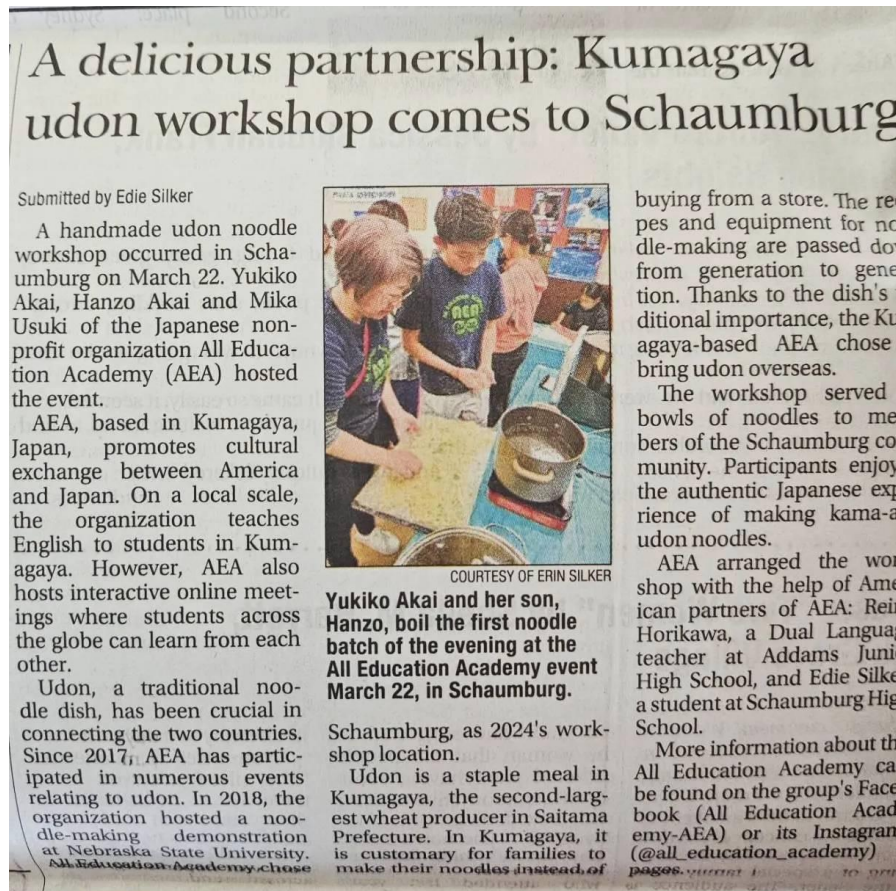 A delicious partnership: Kumagaya
udon workshop comes to Schaumburg
Submitted by Edie Silker
A handmade udon noodle
workshop occurred in Scha-
umburg on March 22. Yukiko
Akai, Hanzo Akai and Mika
Usuki of the Japanese non-
profit organization All Educa-
tion Academy (AEA) hosted
the event.
AEA, based in Kumagaya,
Japan, promotes cultural
exchange between America
and Japan. On a local scale,
the organization teaches
English to students in Kum-
agaya. However, AEA also
hosts interactive online meet-
ings where students across
the globe can learn from each
other.
Udon, a traditional noo-
dle dish, has been crucial in
connecting the two countries.
Since 2017, AEA has partic-
ipated in numerous events
relating to udon. In 2018, the
organization hosted a noo-
dle-making demonstration
at Nebraska State University.
All Education Academy chose
AEA
COURTESY OF ERIN SILKER
Yukiko Akai and her son,
Hanzo, boil the first noodle
batch of the evening at the
All Education Academy event
March 22, in Schaumburg.
Schaumburg, as 2024's work-
shop location.
Udon is a staple meal in
Kumagaya, the second-larg-
est wheat producer in Saitama
Prefecture. In Kumagaya, it
is customary for families to
make their noodles instead of
buying from a store. The re
pes and equipment for no
dle-making are passed do
from generation to gene
tion. Thanks to the dish's
ditional importance, the Ku
agaya-based AEA chose
bring udon overseas.
The workshop served
bowls of noodles to me
bers of the Schaumburg co
munity. Participants enjoy
the authentic Japanese exp
rience of making kama-a
udon noodles.
AEA arranged the wor
shop with the help of Ame
ican partners of AEA: Rei
Horikawa, a Dual Langua
teacher at Addams Juni
High School, and Edie Silke
a student at Schaumburg Hig
School.
More information about th
All Education Academy ca
be found on the group's Face
book (All Education Acad
emy-AEA) or its Instagram
(@all_education_academy)
pages.